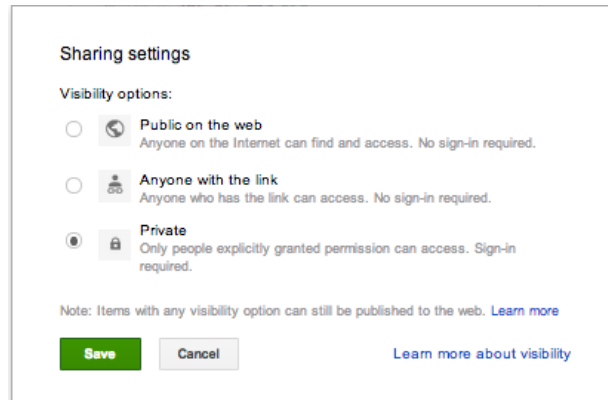 Sharing settings
Visibility options:
Public on the web
Anyone on the Internet can find and access. No sign-in required.
Anyone with the link
Anyone who has the link can access. No sign-in required.
Private
Only people explicitly granted permission can access. Sign-in
required.
Note: Items with any visibility option can still be published to the web. Learn more
Save Cancel Learn more about visibility